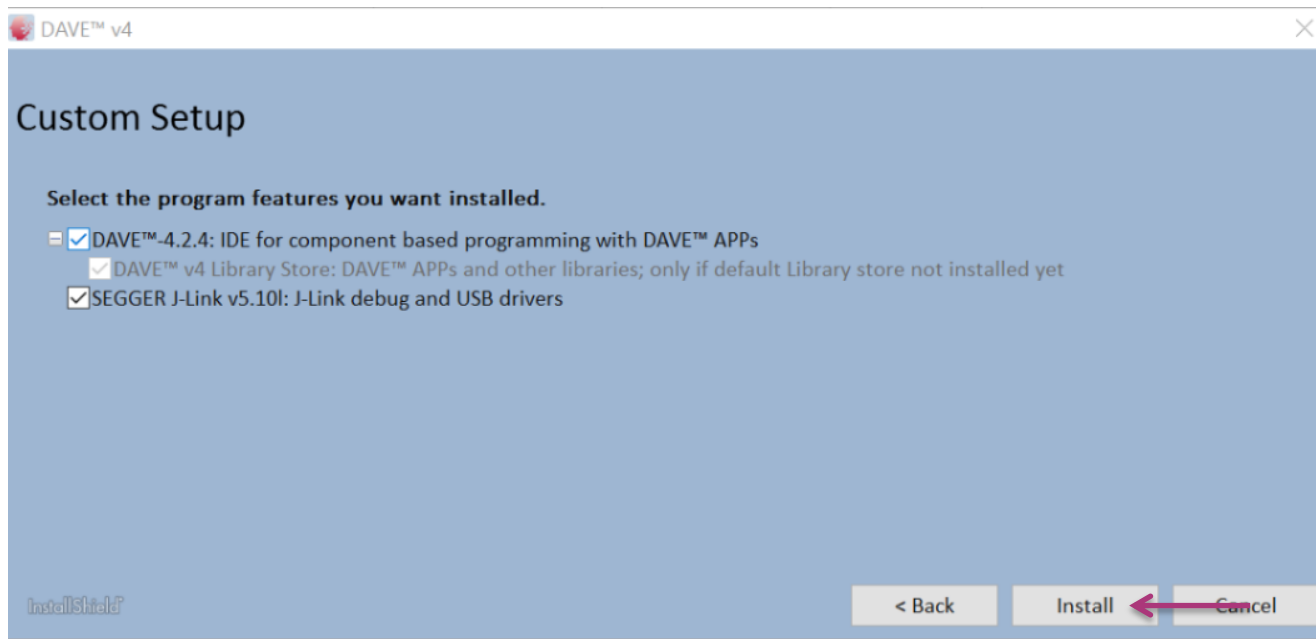 DAVE™ v4
Custom Setup
Select the program features you want installed.
DAVE™-4.2.4: IDE for component based programming with DAVE™ APPs
DAVE™ v4 Library Store: DAVE™ APPs and other libraries; only if default Library store not installed yet
SEGGER J-Link v5.10l: J-Link debug and USB drivers
InstallShield
< Back Install Cancel